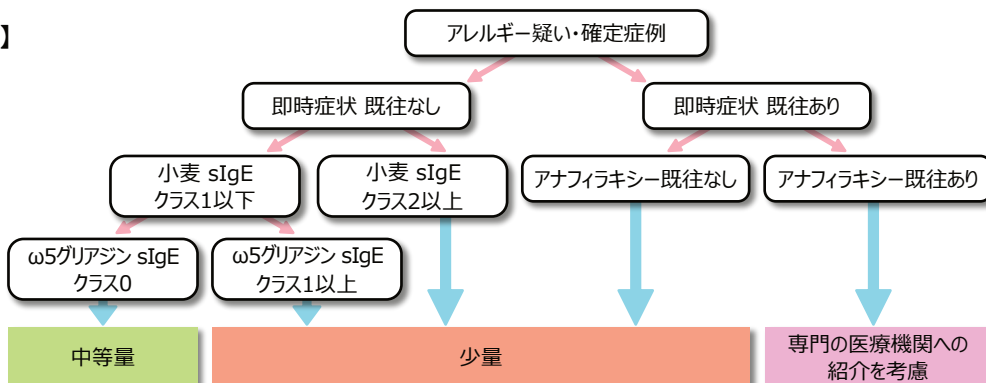 】
アレルギー疑い・確定症例
即時症状 既往なし
即時症状 既往あり
小麦 sIgE
クラス1以下
小麦 sIgE
クラス2以上
アナフィラキシー既往なし
アナフィラキシー既往あり
ω5グリアジン sIgE
クラス0
ω5グリアジン sIgE
クラス1以上
中等量
少量
専門の医療機関への
紹介を考慮